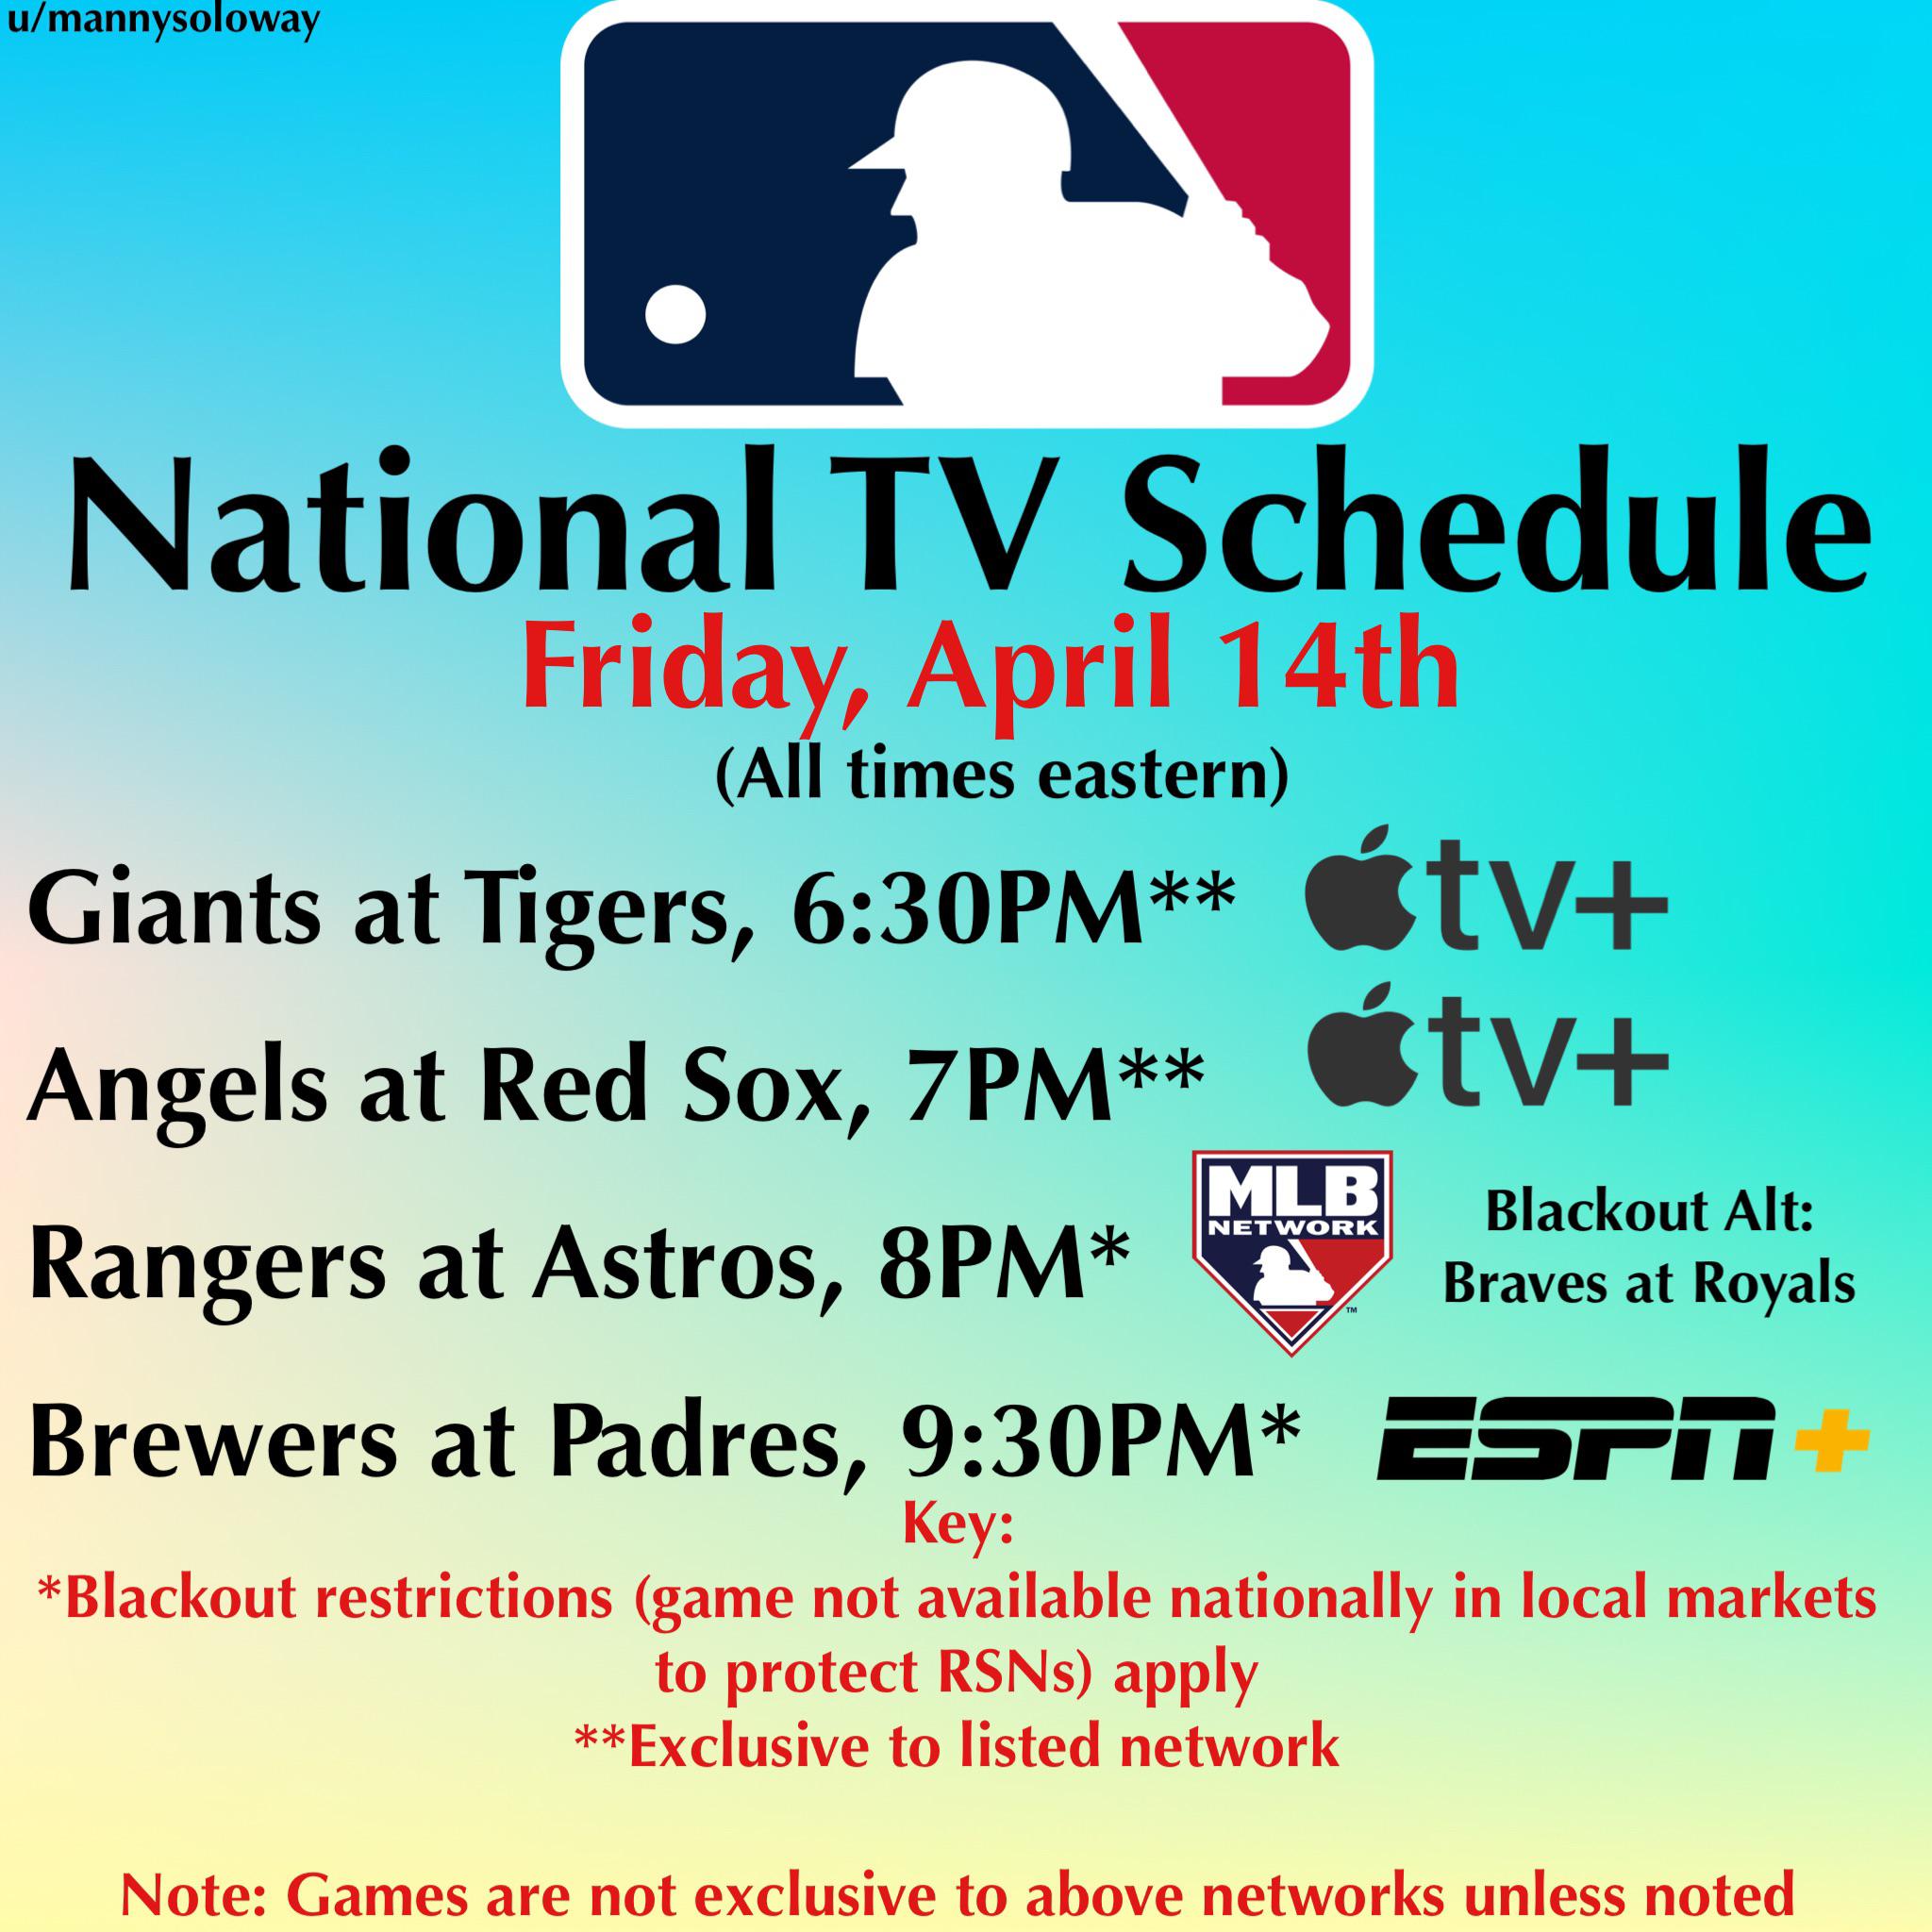 u/mannysoloway
National TV Schedule
Friday, April 14th
(All times eastern)
Giants at Tigers, 6:30PM** tv+
Angels at Red Sox, 7PM** tv+
Rangers at Astros, 8PM*
MLB
NETWORK
TM
Blackout Alt:
Braves at Royals
Brewers at Padres, 9:30PM* ESPN+
Key:
*Blackout restrictions (game not available nationally in local markets
to protect RSNs) apply
**Exclusive to listed network
Note: Games are not exclusive to above networks unless noted